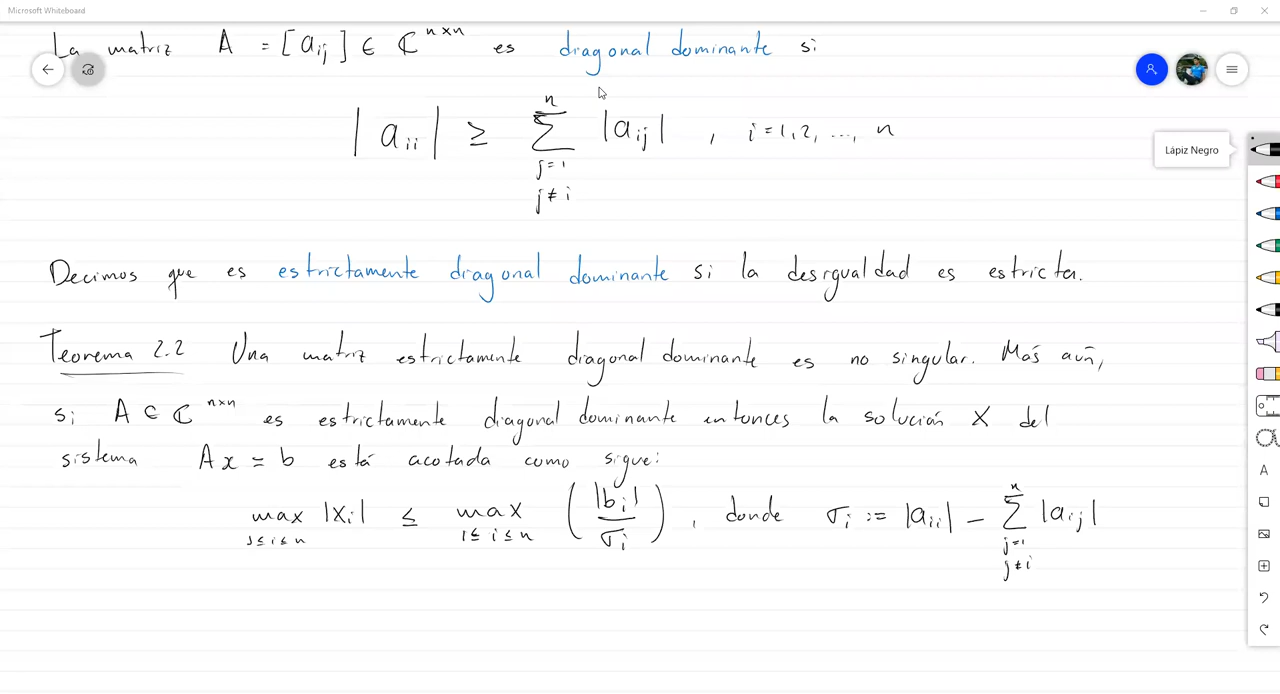 Microsoft Whiteboard
La matriz A = [aij] ∈ ℂ^{n×n} es diagonal dominante si
|aii| ≥ ∑_{j=1, j≠i}^{n} |aij| , i=1,2, ..., n
Lápiz Negro
Decimos que es estrictamente diagonal dominante si la desigualdad es estricta.
Teorema 2.2 Una matriz estrictamente diagonal dominante es no singular. Más aún,
si A ∈ ℂ^{n×n} es estrictamente diagonal dominante entonces la solución X del
sistema Ax = b está acotada como sigue:
max_{1≤i≤n} |xi| ≤ max_{1≤i≤n} (|bi|/σi) , donde σi := |aii| − ∑_{j=1, j≠i}^{n} |aij|
A